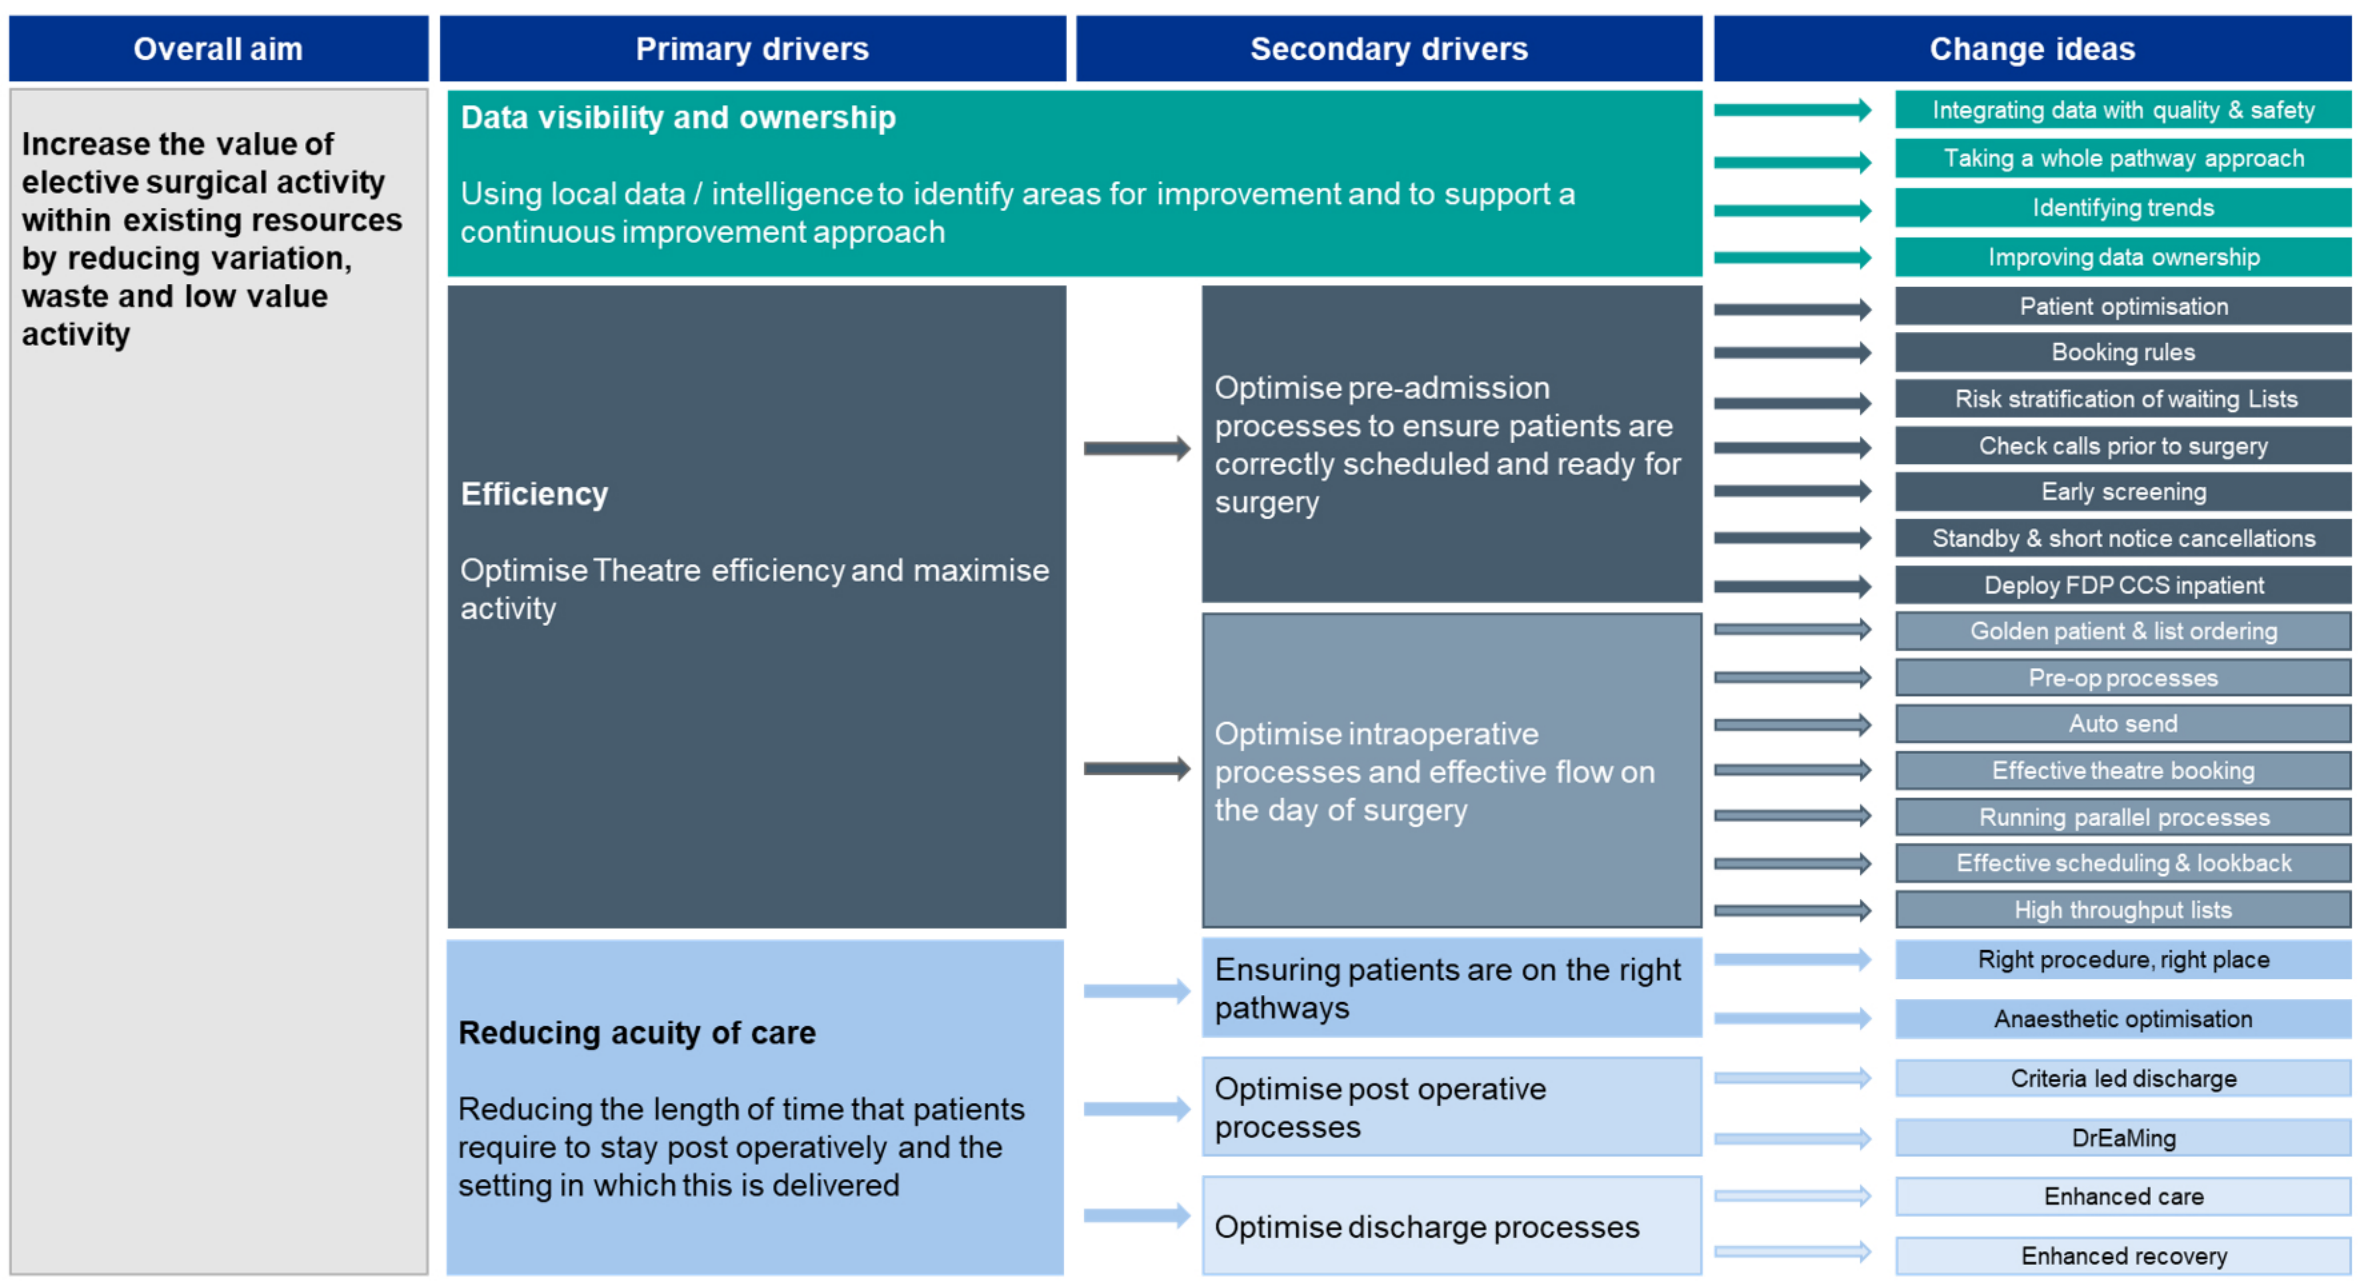 Overall aim
Primary drivers
Secondary drivers
Change ideas
Increase the value of
elective surgical activity
within existing resources
by reducing variation,
waste and low value
activity
Data visibility and ownership
Using local data / intelligence to identify areas for improvement and to support a
continuous improvement approach
Integrating data with quality & safety
Taking a whole pathway approach
Identifying trends
Improving data ownership
Efficiency
Optimise Theatre efficiency and maximise
activity
Optimise pre-admission
processes to ensure patients are
correctly scheduled and ready for
surgery
Patient optimisation
Booking rules
Risk stratification of waiting Lists
Check calls prior to surgery
Early screening
Standby & short notice cancellations
Deploy FDP CCS inpatient
Optimise intraoperative
processes and effective flow on
the day of surgery
Golden patient & list ordering
Pre-op processes
Auto send
Effective theatre booking
Running parallel processes
Effective scheduling & lookback
High throughput lists
Reducing acuity of care
Reducing the length of time that patients
require to stay post operatively and the
setting in which this is delivered
Ensuring patients are on the right
pathways
Right procedure, right place
Anaesthetic optimisation
Optimise post operative
processes
Criteria led discharge
DrEaMing
Optimise discharge processes
Enhanced care
Enhanced recovery